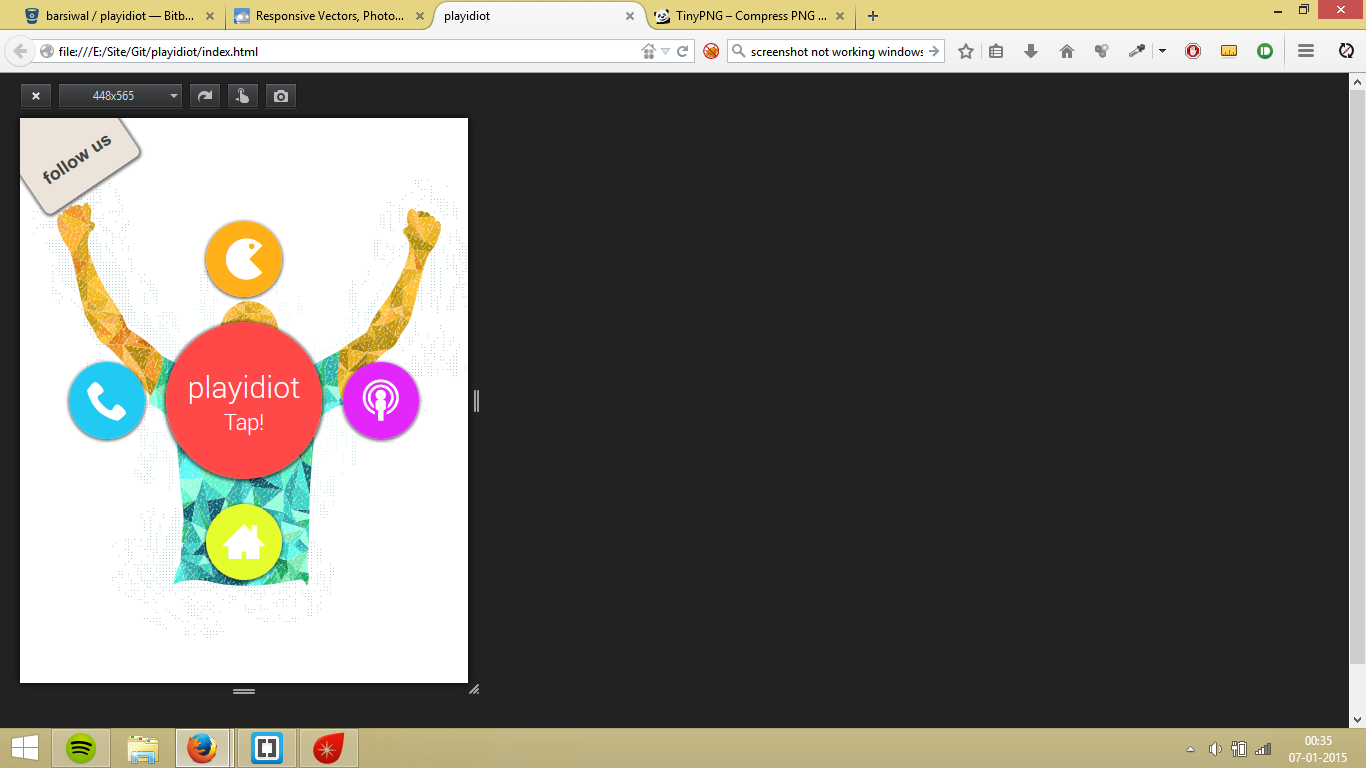 barsiwal / playidiot — Bitb...
Responsive Vectors, Photo...
playidiot
TinyPNG – Compress PNG ...
file:///E:/Site/Git/playidiot/index.html
screenshot not working windows
448x565
follow us
playidiot
Tap!
00:35
07-01-2015